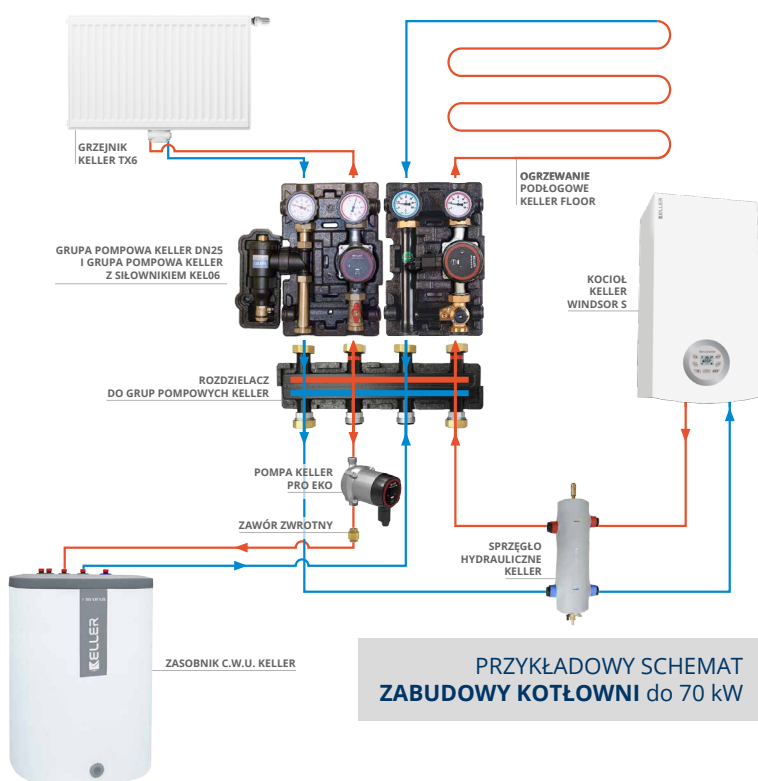 GRZEJNIK
KELLER TX6
OGRZEWANIE
PODŁOGOWE
KELLER FLOOR
KELLER
GRUPA POMPOWA KELLER DN25
I GRUPA POMPOWA KELLER
Z SIŁOWNIKIEM KEL06
KOCIOŁ
KELLER
WINDSOR S
ROZDZIELACZ
DO GRUP POMPOWYCH KELLER
POMPA KELLER
PRO EKO
ZAWÓR ZWROTNY
SPRZĘGŁO
HYDRAULICZNE
KELLER
KELLER
ZASOBNIK C.W.U. KELLER
PRZYKŁADOWY SCHEMAT
ZABUDOWY KOTŁOWNI do 70 kW